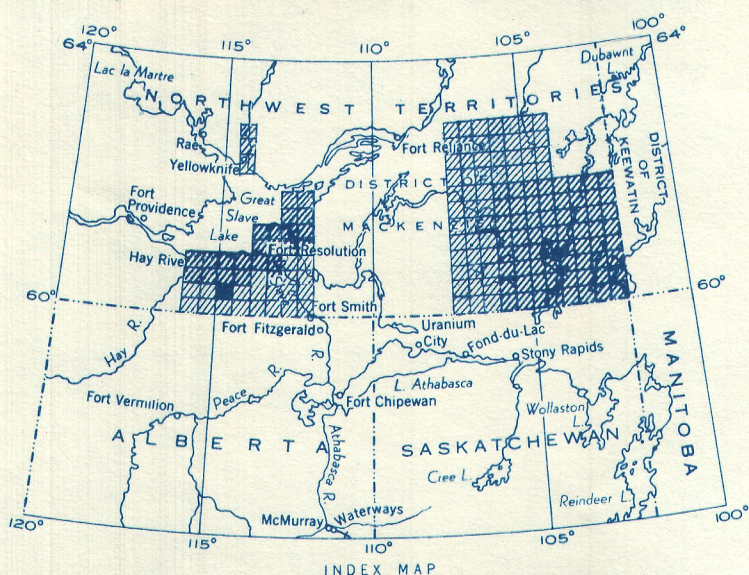 120°
115°
110°
105°
100°
64°
64°
Lac la Martre
Dubawnt
L.
NORTHWEST TERRITORIES
Rae
Yellowknife
Fort Reliance
DISTRICT OF
MACKENZIE
DISTRICT
OF
KEEWATIN
Fort
Providence
Great
Slave
Lake
Fort Resolution
Hay River
60°
60°
Fort Smith
Fort Fitzgerald
Uranium
City
Fond-du-Lac
Stony Rapids
Hay R.
R.
Peace R.
L. Athabasca
Fort Vermilion
Fort Chipewan
Wollaston
L.
MANITOBA
ALBERTA
SASKATCHEWAN
Athabasca R.
Cree L.
Reindeer L.
McMurray
Waterways
120°
115°
110°
105°
100°
INDEX MAP